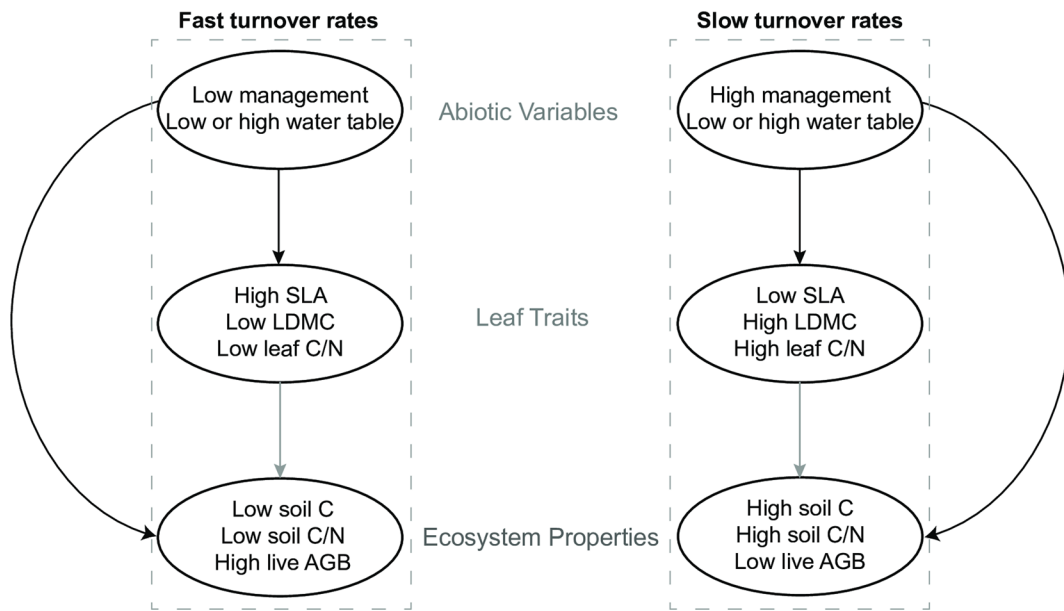 Fast turnover rates
Slow turnover rates
Low management
Low or high water table
Abiotic Variables
High management
Low or high water table
High SLA
Low LDMC
Low leaf C/N
Leaf Traits
Low SLA
High LDMC
High leaf C/N
Low soil C
Low soil C/N
High live AGB
Ecosystem Properties
High soil C
High soil C/N
Low live AGB